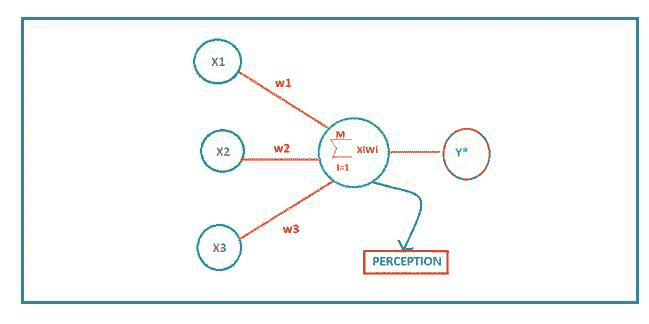 X1
w1
X2
w2
M
∑ XiWi
i=1
Y*
X3
w3
PERCEPTION